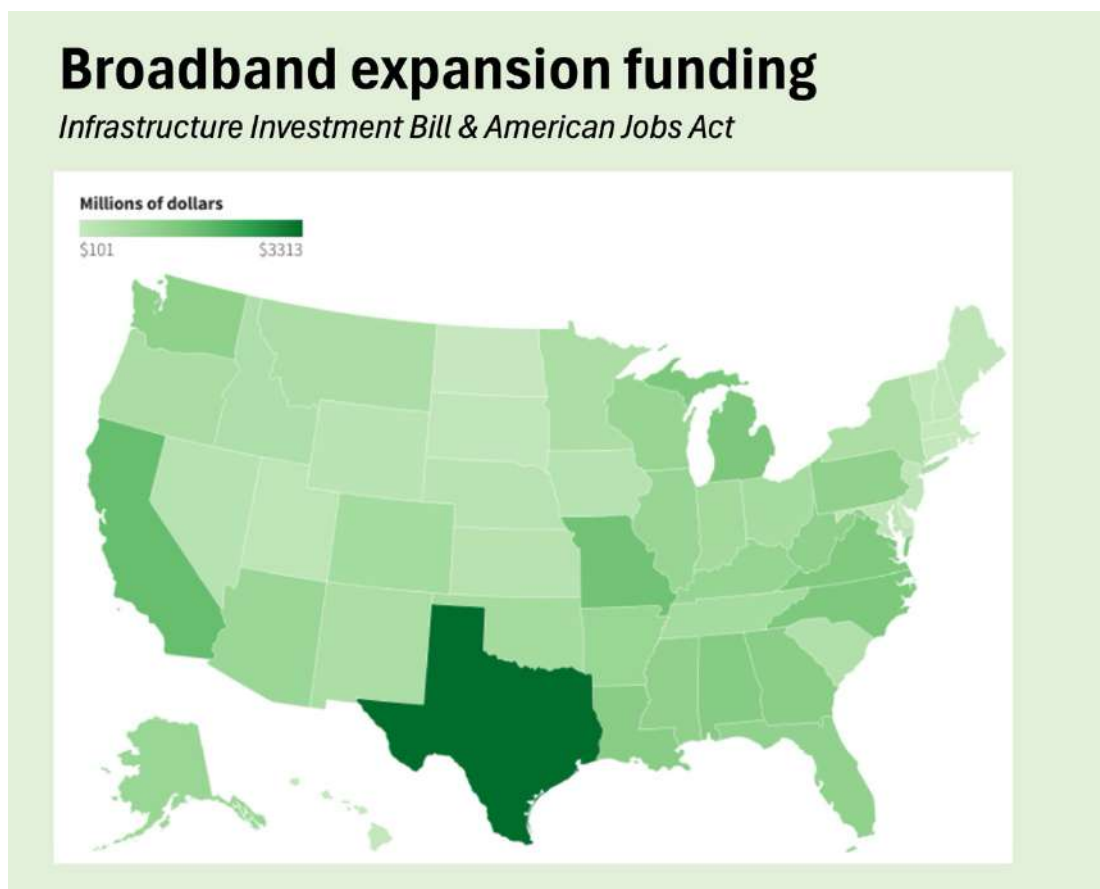 Broadband expansion funding
Infrastructure Investment Bill & American Jobs Act
Millions of dollars
$101 $3313